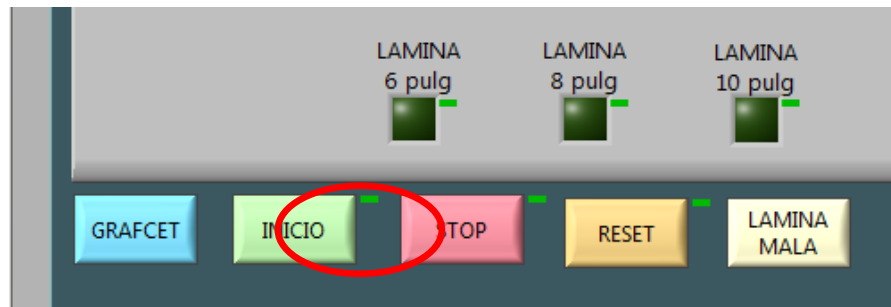 LAMINA
6 pulg
LAMINA
8 pulg
LAMINA
10 pulg
GRAFCET
INICIO
STOP
RESET
LAMINA
MALA